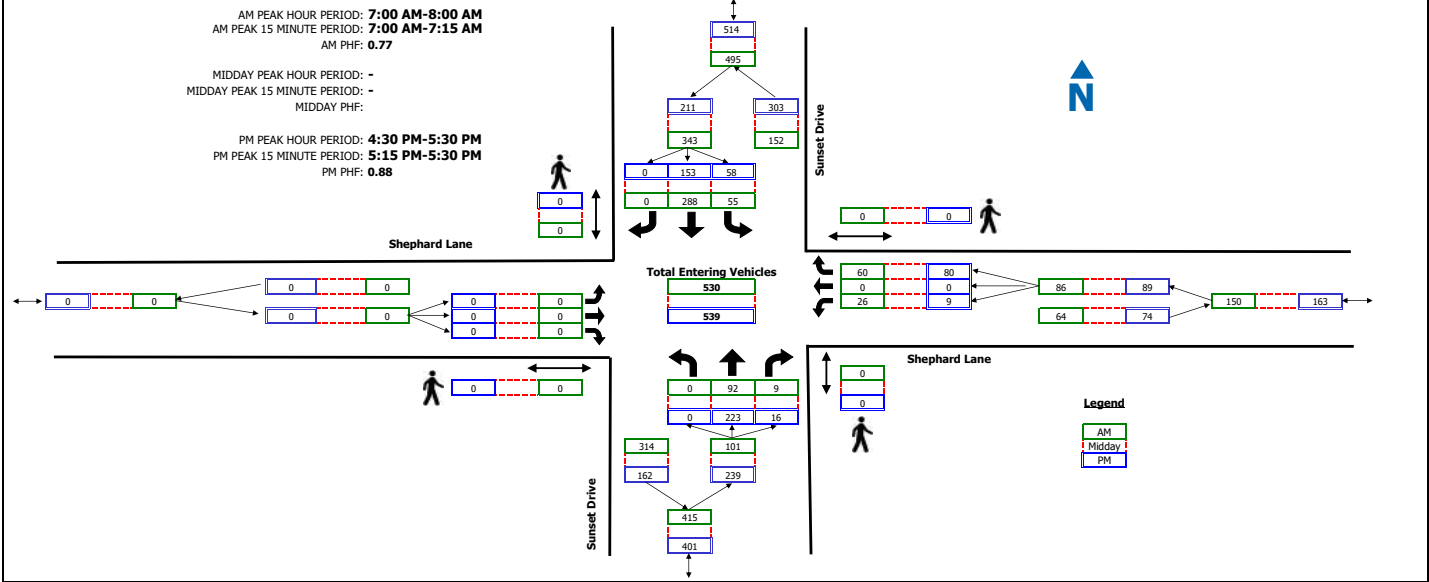 AM PEAK HOUR PERIOD: 7:00 AM-8:00 AM
AM PEAK 15 MINUTE PERIOD: 7:00 AM-7:15 AM
AM PHF: 0.77
MIDDAY PEAK HOUR PERIOD: -
MIDDAY PEAK 15 MINUTE PERIOD: -
MIDDAY PHF:
PM PEAK HOUR PERIOD: 4:30 PM-5:30 PM
PM PEAK 15 MINUTE PERIOD: 5:15 PM-5:30 PM
PM PHF: 0.88
514
495
211 303
343 152
0 153 58
0 288 55
Sunset Drive
N
0
0
0 0
Shephard Lane
Total Entering Vehicles
530
539
0 0
0 0
0 0
0 0
0 0
0 0
60 80
0 0
26 9
86 89
64 74
150 163
Shephard Lane
0 0
0 92 9
0 223 16
314 101
162 239
415
401
Sunset Drive
0
0
Legend
AM
Midday
PM